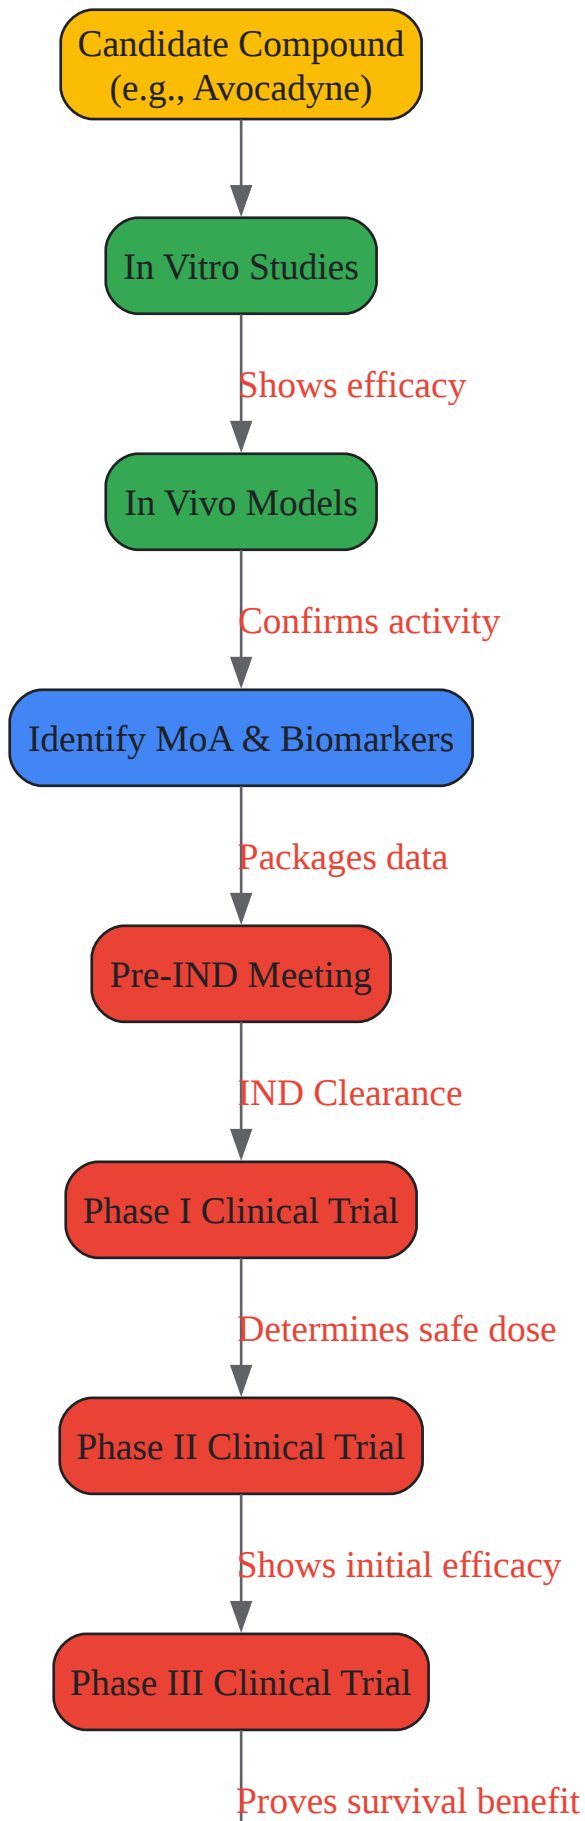 Candidate Compound
(e.g., Avocadyne)
In Vitro Studies
Shows efficacy
In Vivo Models
Confirms activity
Identify MoA & Biomarkers
Packages data
Pre-IND Meeting
IND Clearance
Phase I Clinical Trial
Determines safe dose
Phase II Clinical Trial
Shows initial efficacy
Phase III Clinical Trial
Proves survival benefit